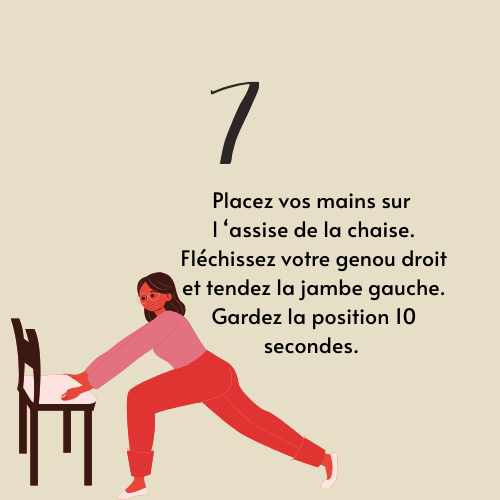 7
Placez vos mains sur
l ‘assise de la chaise.
Fléchissez votre genou droit
et tendez la jambe gauche.
Gardez la position 10
secondes.